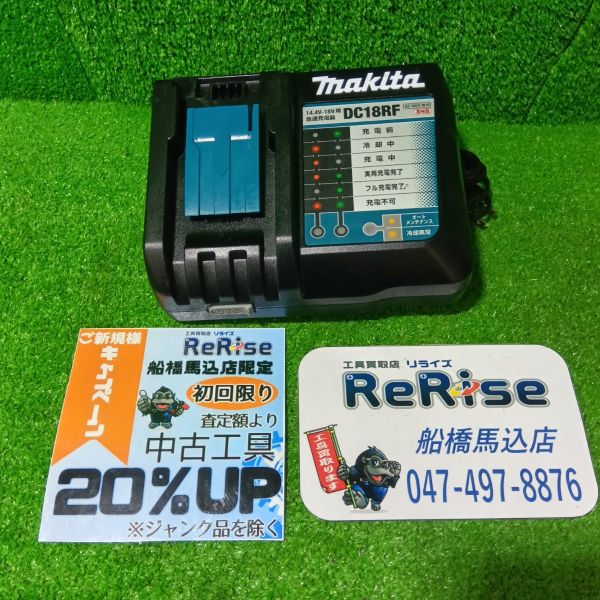 makita
14.4V-18V用
急速充電器
DC18RF
充電前
冷却中
充電中
実用充電完了
フル充電完了
充電不可
オート
メンテナンス
冷却異常
ご新規様
キャンペーン
工具買取店 リライズ
ReRise
船橋馬込店限定
初回限り
査定額より
中古工具
20%UP
※ジャンク品を除く
工具買取店 リライズ
ReRise
工具買取ります
船橋馬込店
047-497-8876